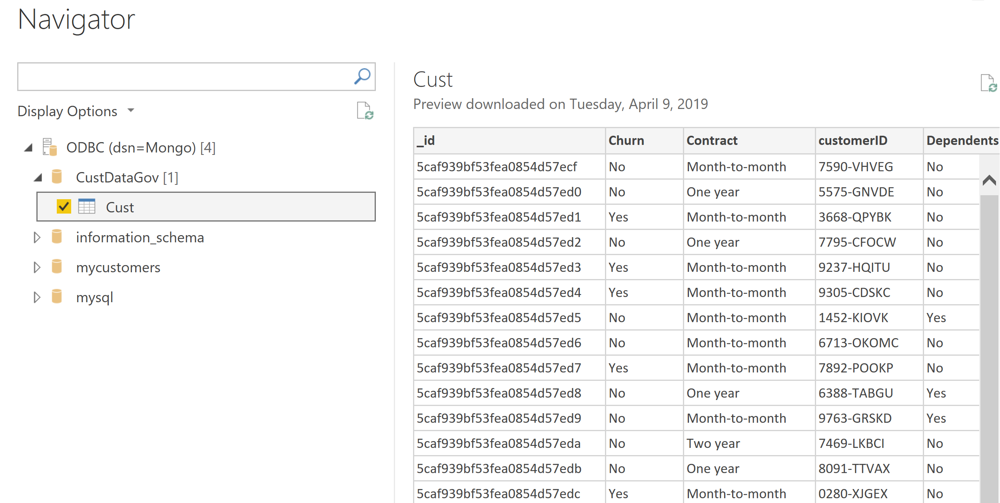 Navigator
Display Options
ODBC (dsn=Mongo) [4]
CustDataGov [1]
Cust
information_schema
mycustomers
mysql
Cust
Preview downloaded on Tuesday, April 9, 2019
_id Churn Contract customerID Dependents
5caf939bf53fea0854d57ecf No Month-to-month 7590-VHVEG No
5caf939bf53fea0854d57ed0 No One year 5575-GNVDE No
5caf939bf53fea0854d57ed1 Yes Month-to-month 3668-QPYBK No
5caf939bf53fea0854d57ed2 No One year 7795-CFOCW No
5caf939bf53fea0854d57ed3 Yes Month-to-month 9237-HQITU No
5caf939bf53fea0854d57ed4 Yes Month-to-month 9305-CDSKC No
5caf939bf53fea0854d57ed5 No Month-to-month 1452-KIOVK Yes
5caf939bf53fea0854d57ed6 No Month-to-month 6713-OKOMC No
5caf939bf53fea0854d57ed7 Yes Month-to-month 7892-POOKP No
5caf939bf53fea0854d57ed8 No One year 6388-TABGU Yes
5caf939bf53fea0854d57ed9 No Month-to-month 9763-GRSKD Yes
5caf939bf53fea0854d57eda No Two year 7469-LKBCI No
5caf939bf53fea0854d57edb No One year 8091-TTVAX No
5caf939bf53fea0854d57edc Yes Month-to-month 0280-XJGEX No